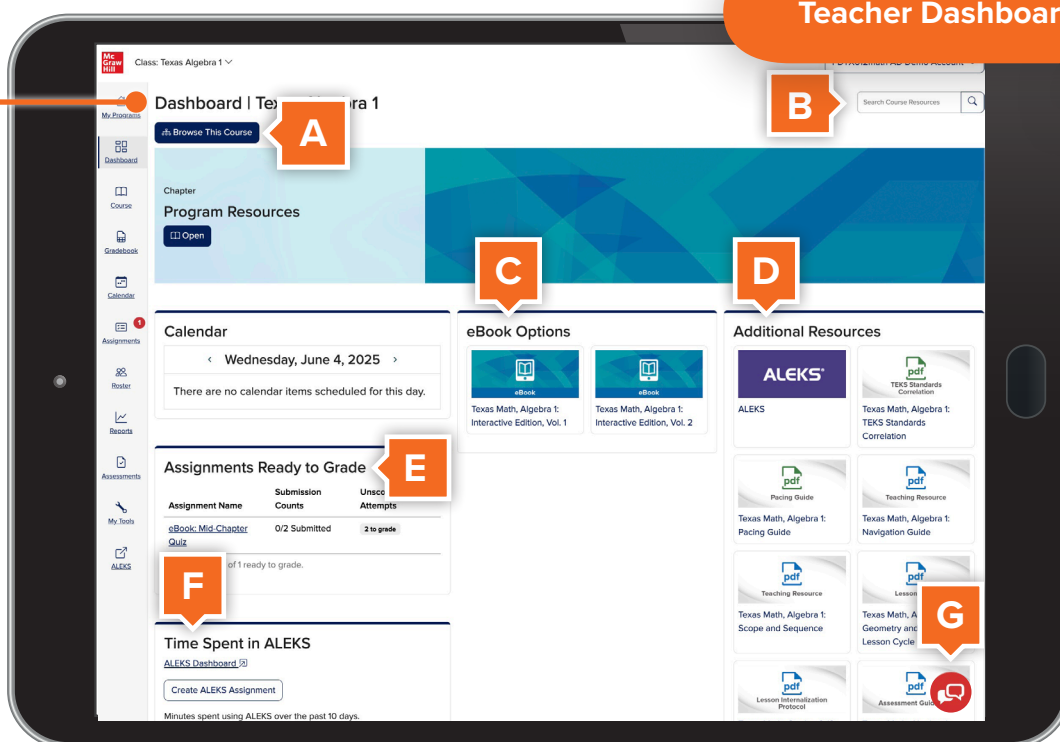 Teacher Dashboar
Mc
Graw
Hill
Class: Texas Algebra 1
My Programs
Dashboard | Te ra 1
A
B
Search Course Resources
Browse This Course
Dashboard
Course
Gradebook
Calendar
1
Assignments
Roster
Reports
Assessments
My Tools
ALEKS
Chapter
Program Resources
Open
C
D
Calendar
Wednesday, June 4, 2025
There are no calendar items scheduled for this day.
eBook Options
eBook
Texas Math, Algebra 1:
Interactive Edition, Vol. 1
eBook
Texas Math, Algebra 1:
Interactive Edition, Vol. 2
Additional Resources
ALEKS
ALEKS
pdf
TEKS Standards
Correlation
Texas Math, Algebra 1:
TEKS Standards
Correlation
pdf
Pacing Guide
Texas Math, Algebra 1:
Pacing Guide
pdf
Teaching Resource
Texas Math, Algebra 1:
Navigation Guide
pdf
Teaching Resource
Texas Math, Algebra 1:
Scope and Sequence
pdf
Lesson
Texas Math, A
Geometry and
Lesson Cycle
G
pdf
Lesson Internalization
Protocol
pdf
Assessment Guid
Assignments Ready to Grade
E
Assignment Name
Submission
Counts
Unsco
Attempts
eBook: Mid-Chapter
Quiz
0/2 Submitted
2 to grade
of 1 ready to grade.
F
Time Spent in ALEKS
ALEKS Dashboard
Create ALEKS Assignment
Minutes spent using ALEKS over the past 10 days.